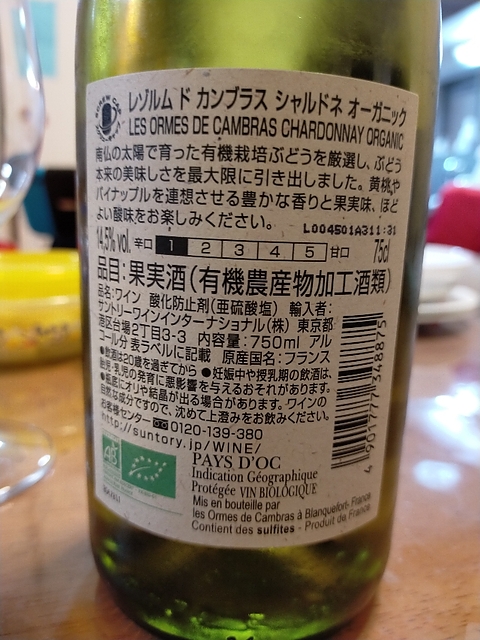 レゾルム ド カンブラス シャルドネ オーガニック
LES ORMES DE CAMBRAS CHARDONNAY ORGANIC
南仏の太陽で育った有機栽培ぶどうを厳選し、ぶどう
本来の美味しさを最大限に引き出しました。黄桃や
パイナップルを連想させる豊かな香りと果実味、ほど
よい酸味をお楽しみください。
L004501A311:31
14,5% vol. 辛口 1 2 3 4 5 甘口 75cl
品目:果実酒(有機農産物加工酒類)
品名:ワイン 酸化防止剤(亜硫酸塩) 輸入者:
サントリーワインインターナショナル(株) 東京都
港区台場2丁目3-3 内容量:750ml アル
コール分 表ラベルに記載 原産国名:フランス
●飲酒は20歳を過ぎてから ●妊娠中や授乳期の飲酒は、
胎児・乳児の発育に悪影響を与えるおそれがあります。
●瓶底にオリや結晶が出る場合があります。ワインの
自然な成分ですので、沈めて上澄みをお飲みください。
お客様センター 0120-139-380
http://suntory.jp/WINE/
4 901777 348875
AB
PAYS D'OC
Indication Géographique
Protégée VIN BIOLOGIQUE
Mis en bouteille par
les Ormes de Cambras à Blanquefort- France
Contient des sulfites - Produit de France